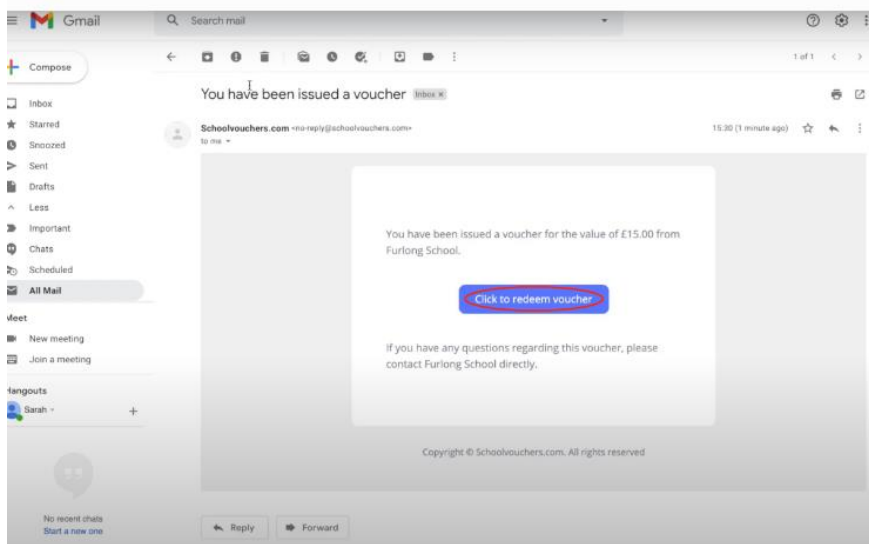 Gmail
Search mail
Compose
1 of 1
You have been issued a voucher Inbox x
Inbox
Starred
Snoozed
Sent
Drafts
Less
Important
Chats
Scheduled
All Mail
Schoolvouchers.com <no-reply@schoolvouchers.com>
to me
15:30 (1 minute ago)
You have been issued a voucher for the value of £15.00 from
Furlong School.
Click to redeem voucher
If you have any questions regarding this voucher, please
contact Furlong School directly.
Copyright © Schoolvouchers.com. All rights reserved
Meet
New meeting
Join a meeting
Hangouts
Sarah
No recent chats
Start a new one
Reply
Forward